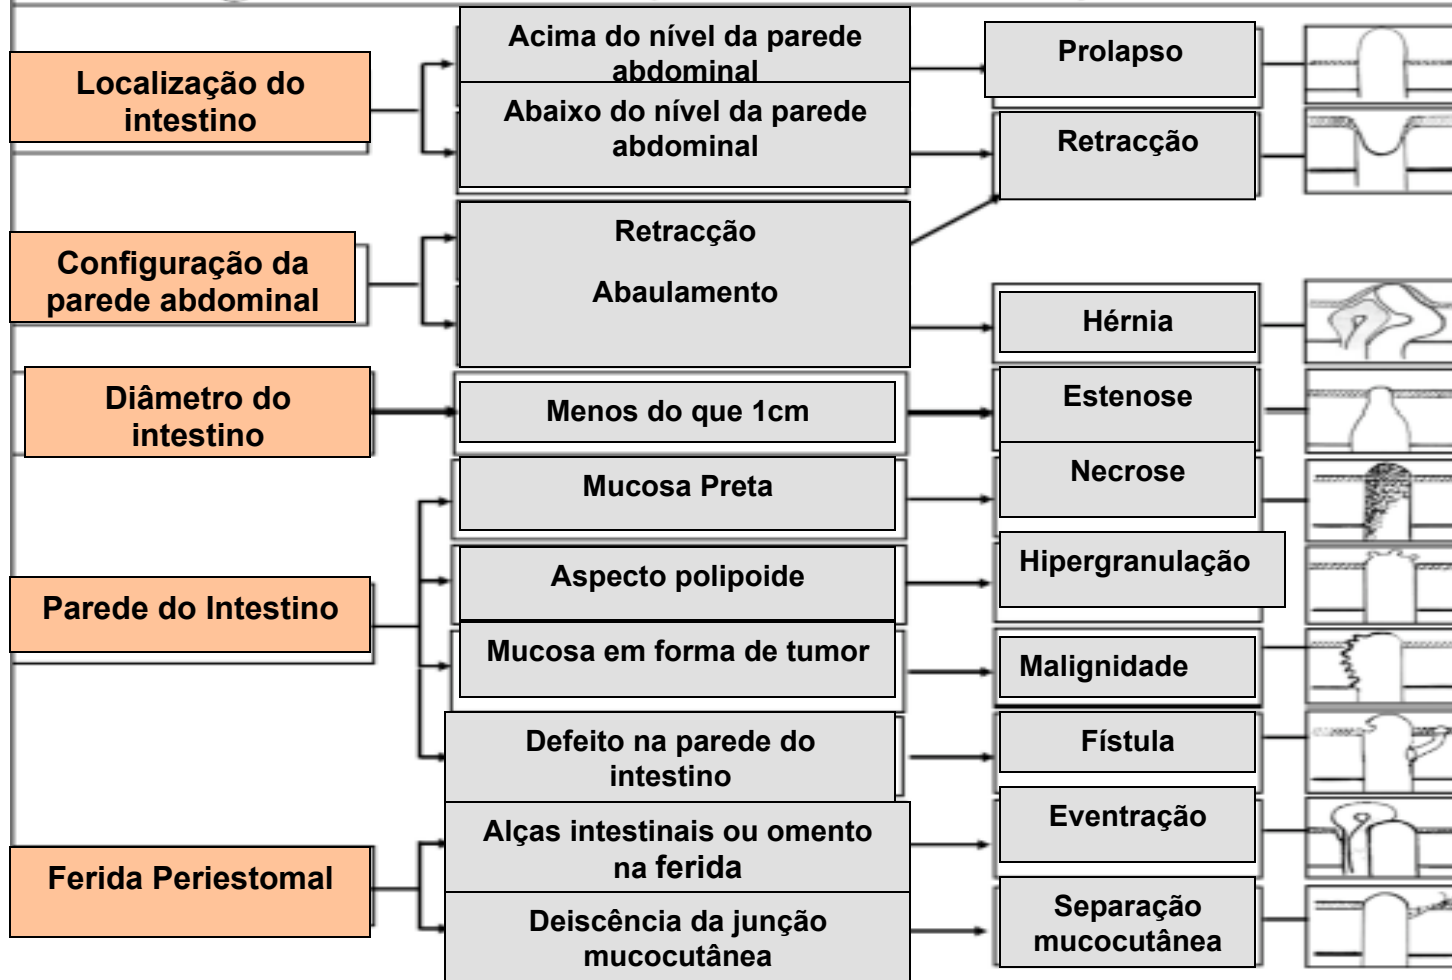 Localização do
intestino
Acima do nível da parede
abdominal
Prolapso
Abaixo do nível da parede
abdominal
Retracção
Configuração da
parede abdominal
Retracção
Abaulamento
Hérnia
Diâmetro do
intestino
Menos do que 1cm
Estenose
Parede do Intestino
Mucosa Preta
Necrose
Aspecto polipoide
Hipergranulação
Mucosa em forma de tumor
Malignidade
Defeito na parede do
intestino
Fístula
Ferida Periestomal
Alças intestinais ou omento
na ferida
Eventração
Deiscência da junção
mucocutânea
Separação
mucocutânea